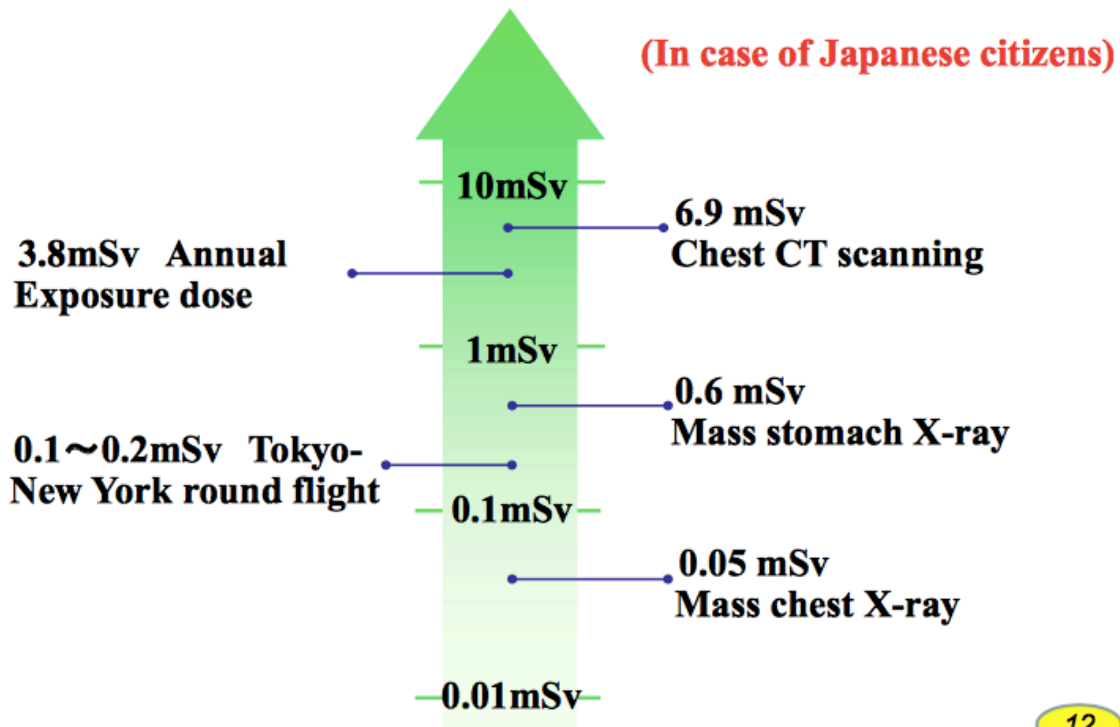 (In case of Japanese citizens)
10mSv
6.9 mSv
Chest CT scanning
3.8mSv Annual
Exposure dose
1mSv
0.6 mSv
Mass stomach X-ray
0.1～0.2mSv Tokyo-
New York round flight
0.1mSv
0.05 mSv
Mass chest X-ray
0.01mSv
12